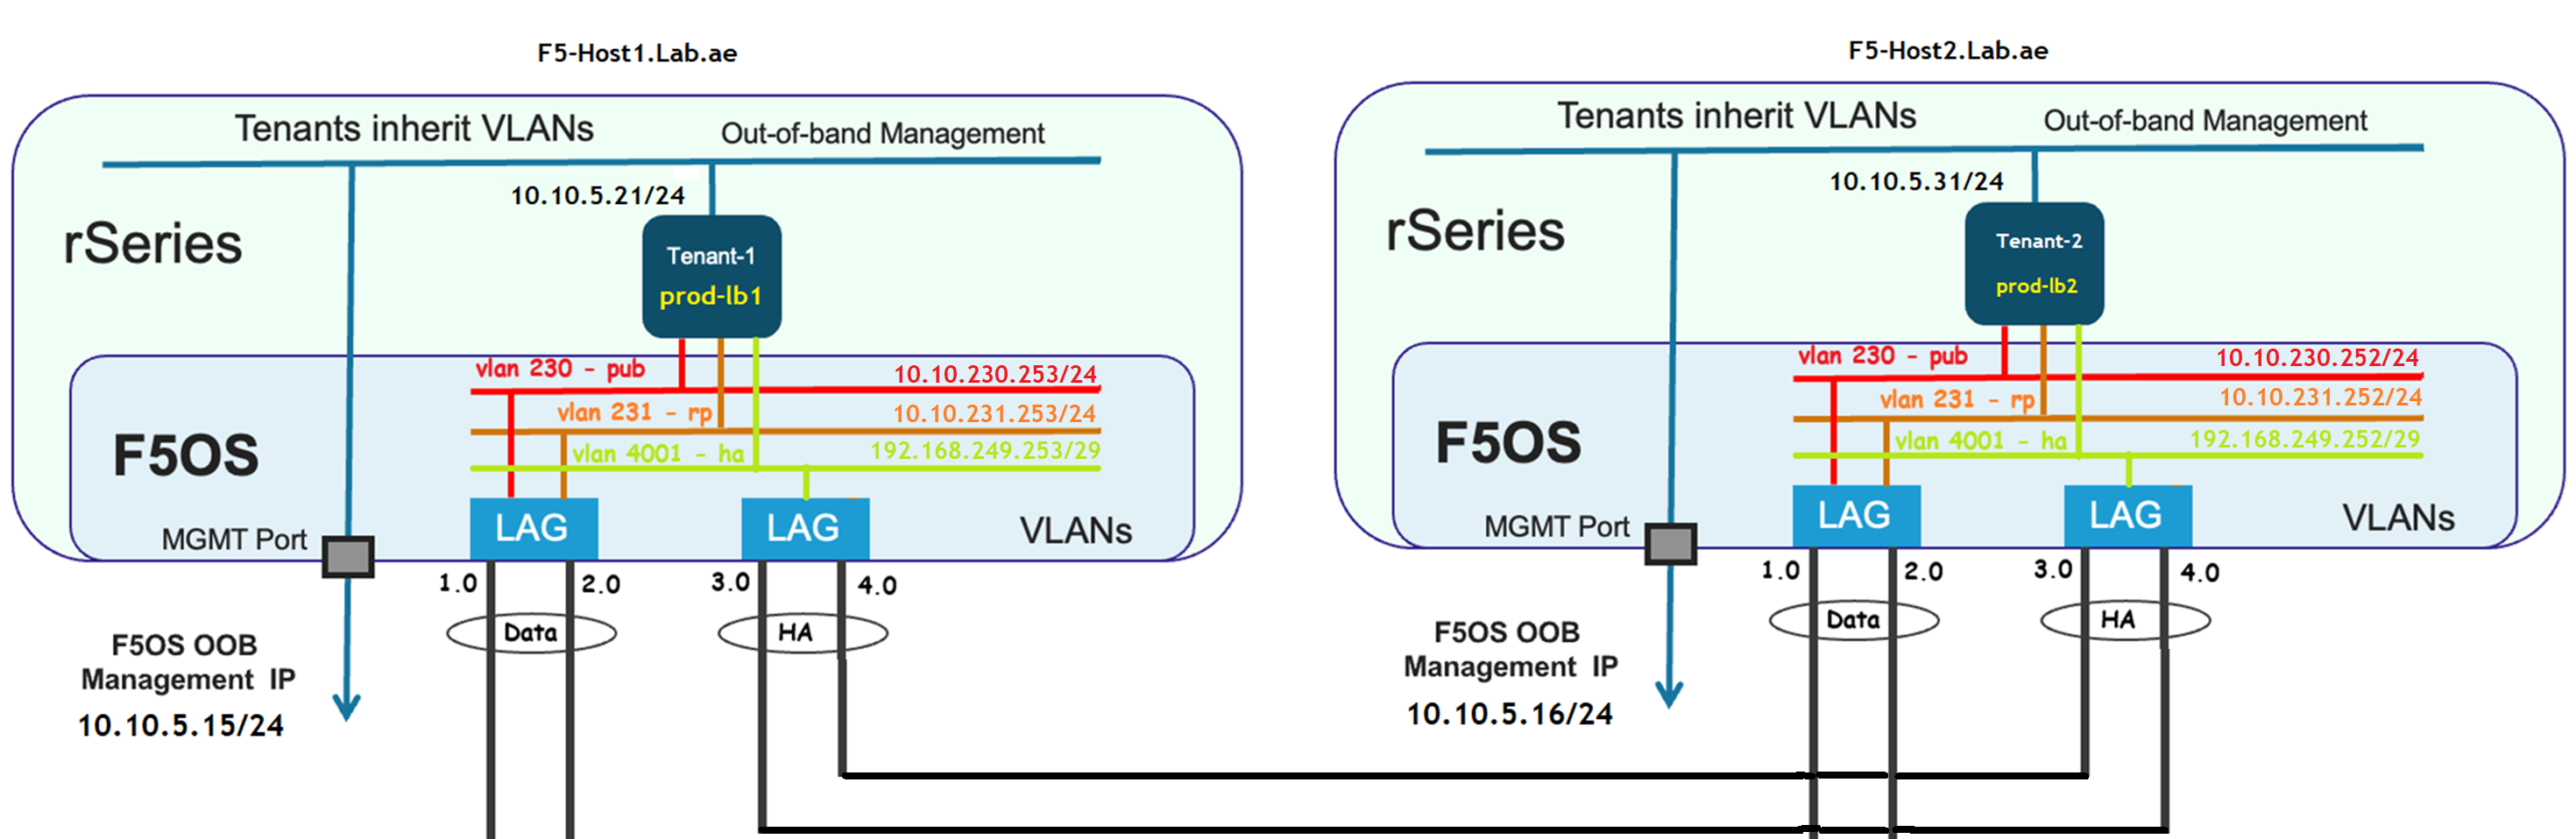 F5-Host1.Lab.ae
Tenants inherit VLANs
Out-of-band Management
10.10.5.21/24
rSeries
Tenant-1
prod-lb1
vlan 230 - pub
10.10.230.253/24
vlan 231 - rp
10.10.231.253/24
F5OS
vlan 4001 - ha
192.168.249.253/29
LAG
LAG
VLANs
MGMT Port
1.0
2.0
3.0
4.0
Data
HA
F5OS OOB
Management IP
10.10.5.15/24
F5-Host2.Lab.ae
Tenants inherit VLANs
Out-of-band Management
10.10.5.31/24
rSeries
Tenant-2
prod-lb2
vlan 230 - pub
10.10.230.252/24
vlan 231 - rp
10.10.231.252/24
F5OS
vlan 4001 - ha
192.168.249.252/29
LAG
LAG
VLANs
MGMT Port
1.0
2.0
3.0
4.0
Data
HA
F5OS OOB
Management IP
10.10.5.16/24